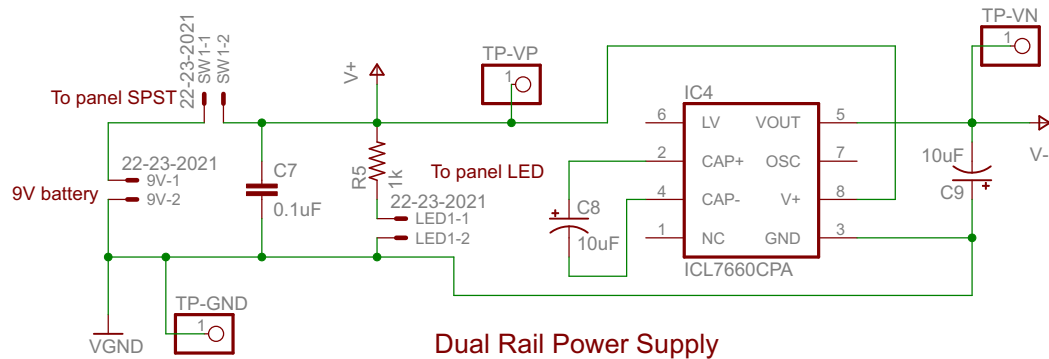 22-23-2021
SW1-1
SW1-2
To panel SPST
V+
TP-VP
1
TP-VN
1
IC4
6
LV
VOUT
5
2
CAP+
OSC
7
4
CAP-
V+
8
1
NC
GND
3
ICL7660CPA
10uF
C9
V-
22-23-2021
9V-1
9V-2
9V battery
C7
0.1uF
R5
1k
To panel LED
22-23-2021
LED1-1
LED1-2
C8
10uF
TP-GND
1
VGND
Dual Rail Power Supply